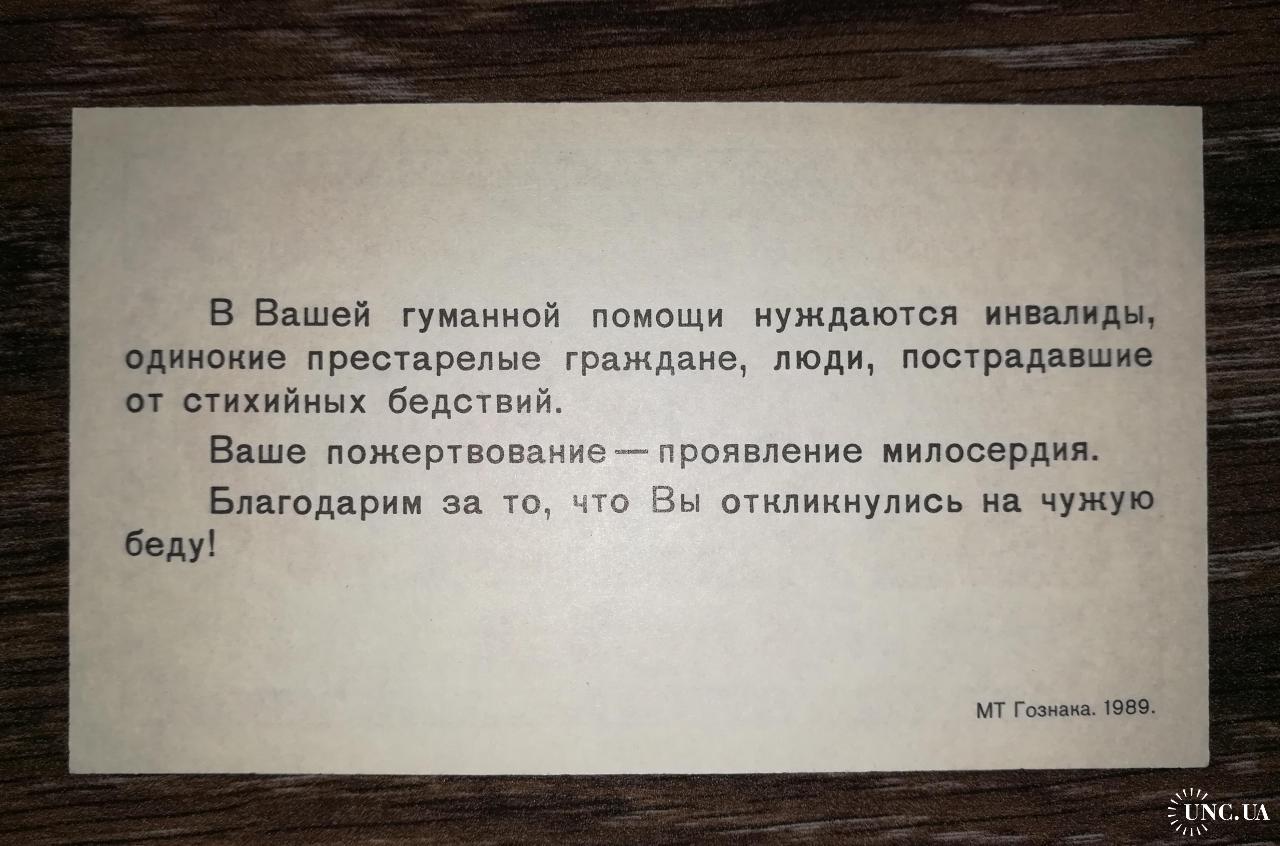 В Вашей гуманной помощи нуждаются инвалиды,
одинокие престарелые граждане, люди, пострадавшие
от стихийных бедствий.
Ваше пожертвование — проявление милосердия.
Благодарим за то, что Вы откликнулись на чужую
беду!
МТ Гознака. 1989.
UNC.UA